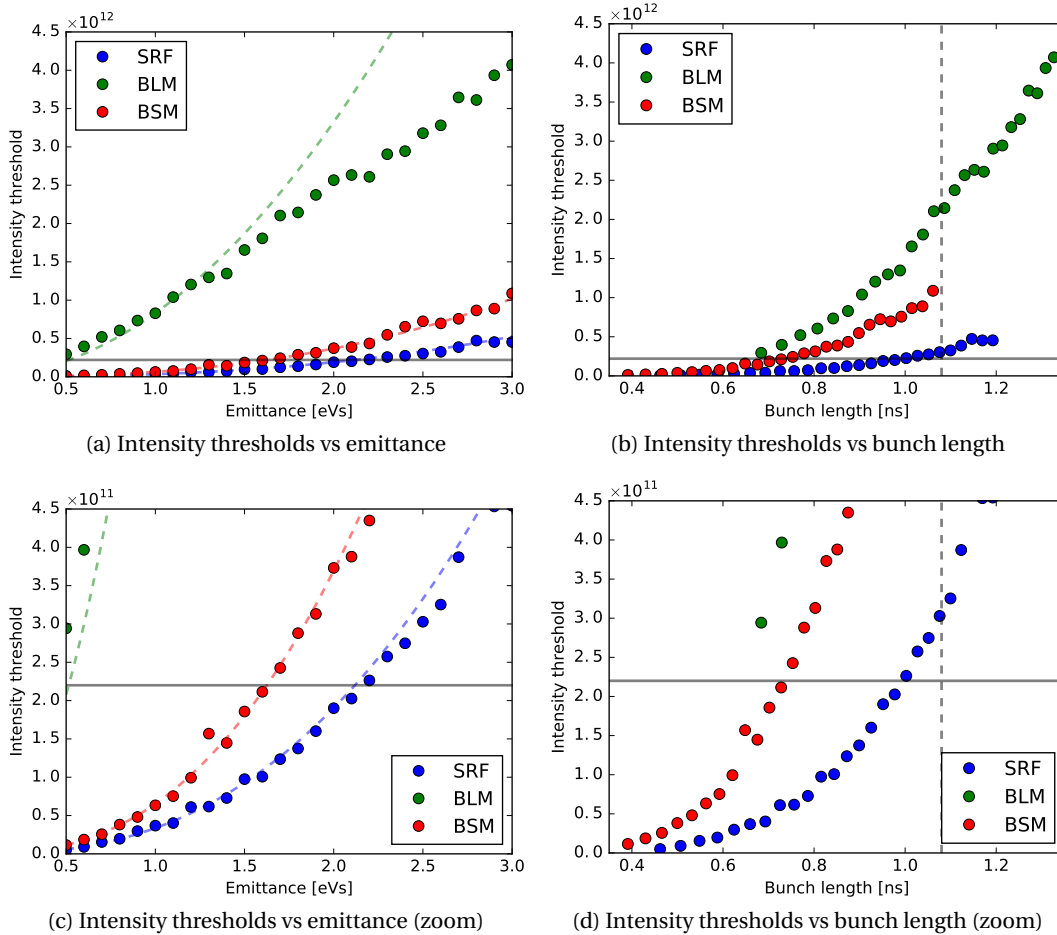 ×10¹²
4.5
4.0
3.5
3.0
2.5
2.0
1.5
1.0
0.5
0.0
Intensity threshold
SRF
BLM
BSM
0.5 1.0 1.5 2.0 2.5 3.0
Emittance [eVs]
(a) Intensity thresholds vs emittance
×10¹²
4.5
4.0
3.5
3.0
2.5
2.0
1.5
1.0
0.5
0.0
Intensity threshold
SRF
BLM
BSM
0.4 0.6 0.8 1.0 1.2
Bunch length [ns]
(b) Intensity thresholds vs bunch length
×10¹¹
4.5
4.0
3.5
3.0
2.5
2.0
1.5
1.0
0.5
0.0
Intensity threshold
SRF
BLM
BSM
0.5 1.0 1.5 2.0 2.5 3.0
Emittance [eVs]
(c) Intensity thresholds vs emittance (zoom)
×10¹¹
4.5
4.0
3.5
3.0
2.5
2.0
1.5
1.0
0.5
0.0
Intensity threshold
SRF
BLM
BSM
0.4 0.6 0.8 1.0 1.2
Bunch length [ns]
(d) Intensity thresholds vs bunch length (zoom)